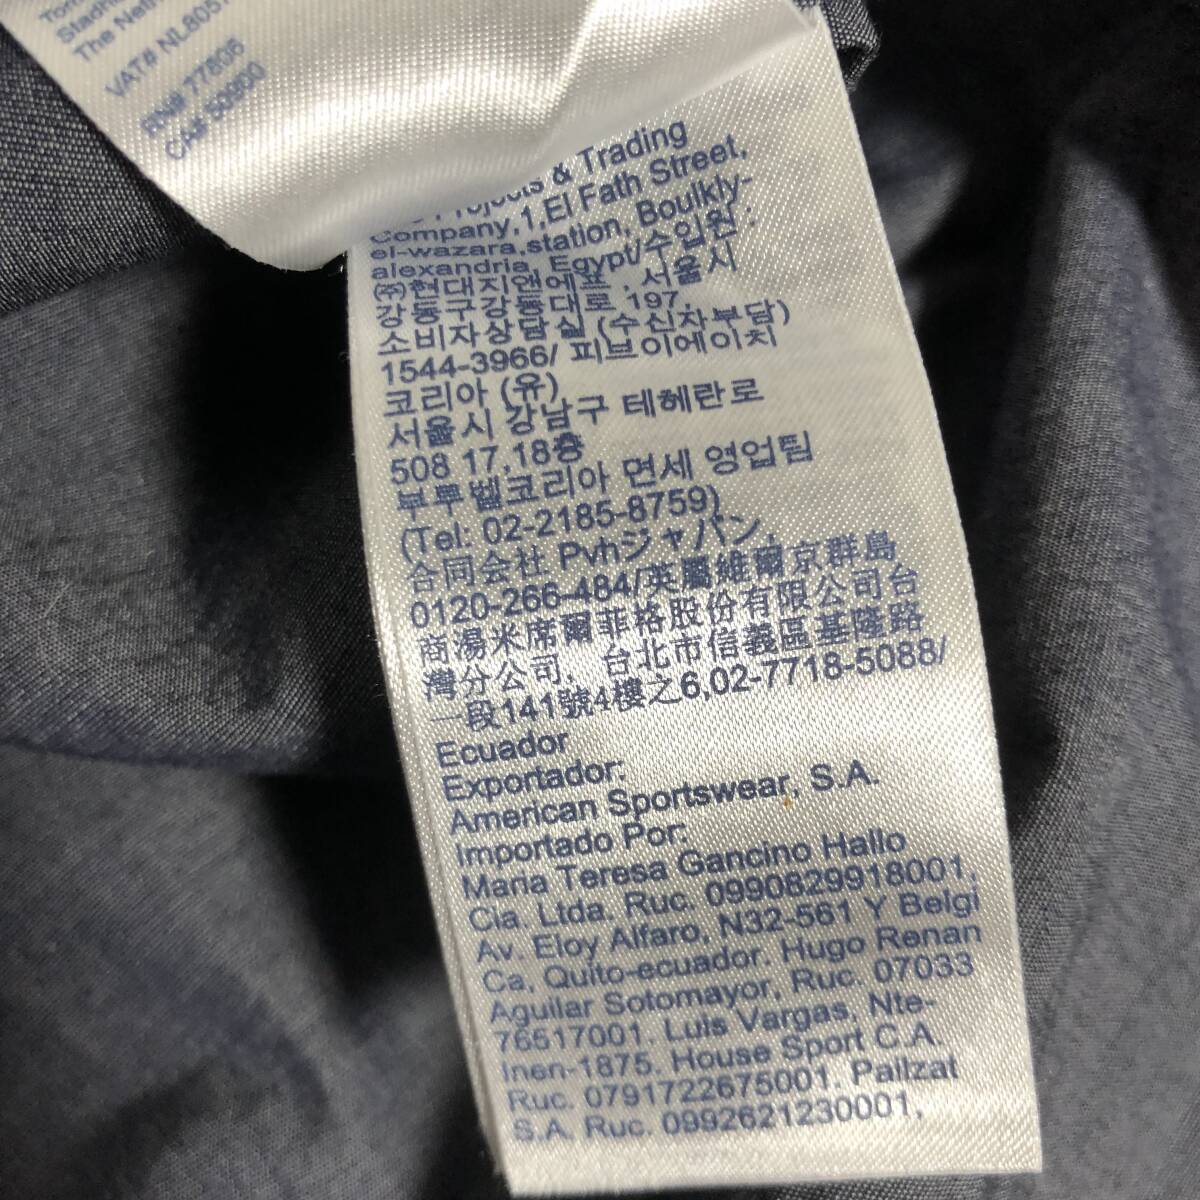 Stadh
The Neth
VAT# NL8051
RN# 77806
CA# 50900
Projects & Trading
Company,1,El Fath Street,
el-wazara,station, Boulkly-
alexandria, Egypt/수입원 :
㈜현대지앤에프 , 서울시
강동구강동대로 197,
소비자상담실 (수신자부담)
1544-3966/ 피브이에이치
코리아 (유)
서울시 강남구 테헤란로
508 17,18층
부루벨코리아 면세 영업팀
(Tel: 02-2185-8759)
合同会社 Pvhジャパン,
0120-266-484/英屬維爾京群島
商湯米席爾菲格股份有限公司台
灣分公司, 台北市信義區基隆路
一段141號4樓之6,02-7718-5088/
Ecuador
Exportador:
American Sportswear, S.A.
Importado Por:
Maria Teresa Gancino Hallo
Cia. Ltda. Ruc. 0990829918001,
Av. Eloy Alfaro, N32-561 Y Belgi
Ca, Quito-ecuador. Hugo Renan
Aguilar Sotomayor, Ruc. 07033
76517001. Luis Vargas, Nte-
Inen-1875. House Sport C.A.
Ruc. 0791722675001. Pailzat
S.A. Ruc. 0992621230001,